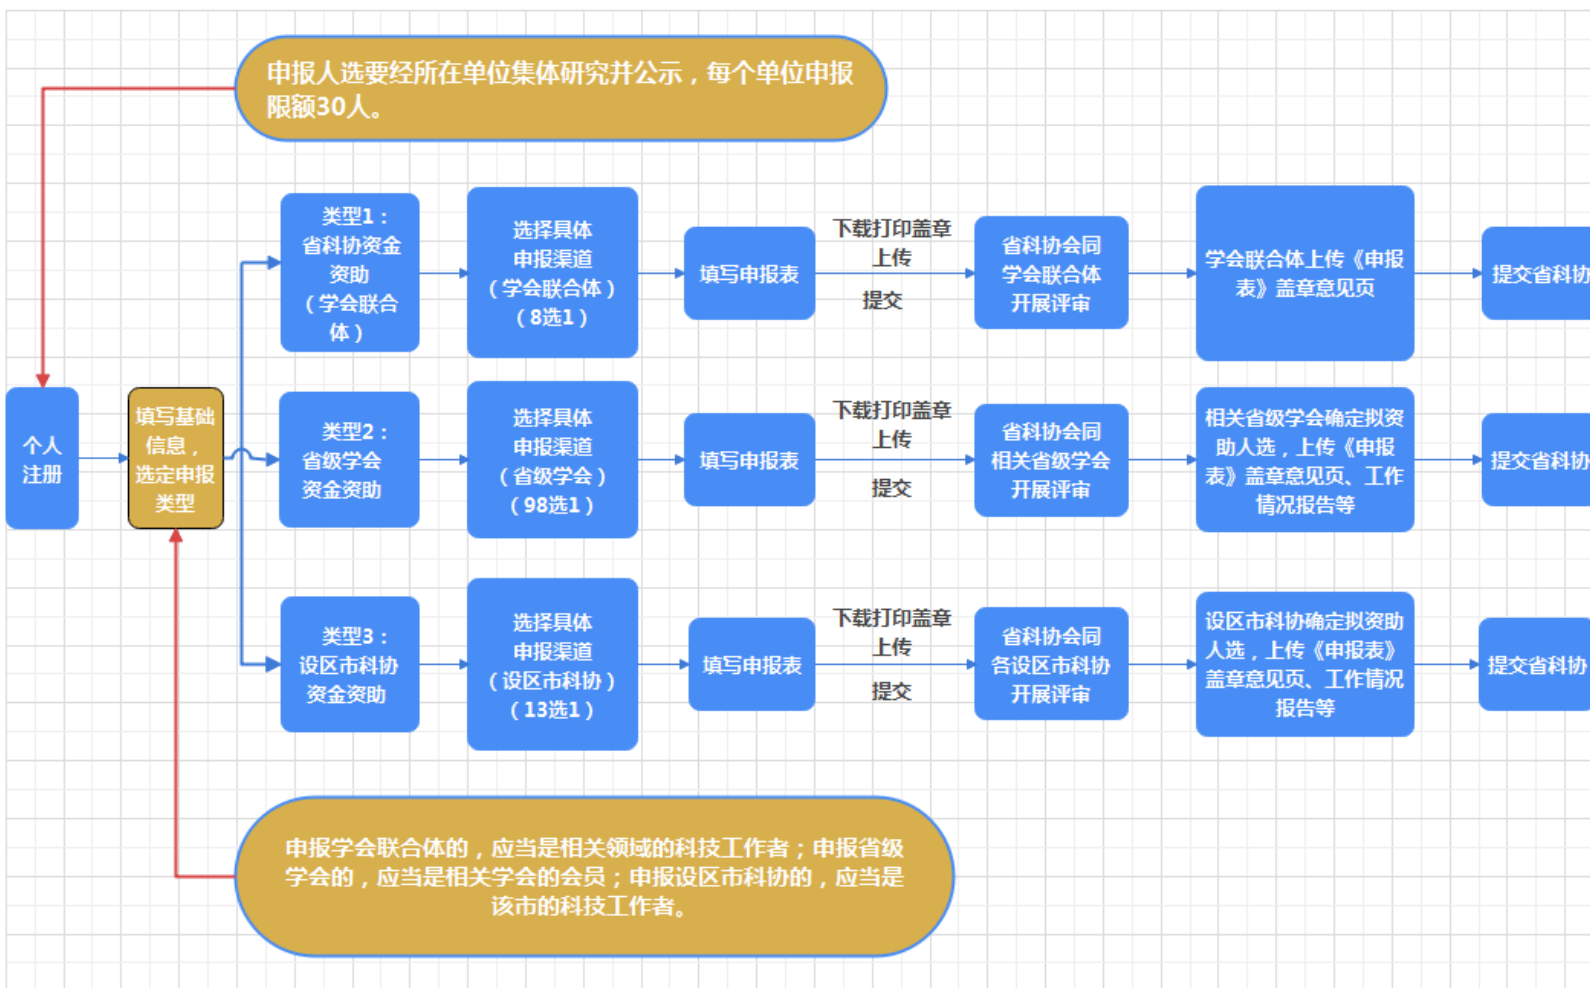 申报人选要经所在单位集体研究并公示，每个单位申报
限额30人。
个人
注册
填写基础
信息，
选定申报
类型
类型1：
省科协资金
资助
（学会联合
体）
选择具体
申报渠道
（学会联合体）
（8选1）
填写申报表
下载打印盖章
上传
提交
省科协会同
学会联合体
开展评审
学会联合体上传《申报
表》盖章意见页
提交省科协
类型2：
省级学会
资金资助
选择具体
申报渠道
（省级学会）
（98选1）
填写申报表
下载打印盖章
上传
提交
省科协会同
相关省级学会
开展评审
相关省级学会确定拟资
助人选，上传《申报
表》盖章意见页、工作
情况报告等
提交省科协
类型3：
设区市科协
资金资助
选择具体
申报渠道
（设区市科协）
（13选1）
填写申报表
下载打印盖章
上传
提交
省科协会同
各设区市科协
开展评审
设区市科协确定拟资助
人选，上传《申报表》
盖章意见页、工作情况
报告等
提交省科协
申报学会联合体的，应当是相关领域的科技工作者；申报省级
学会的，应当是相关学会的会员；申报设区市科协的，应当是
该市的科技工作者。